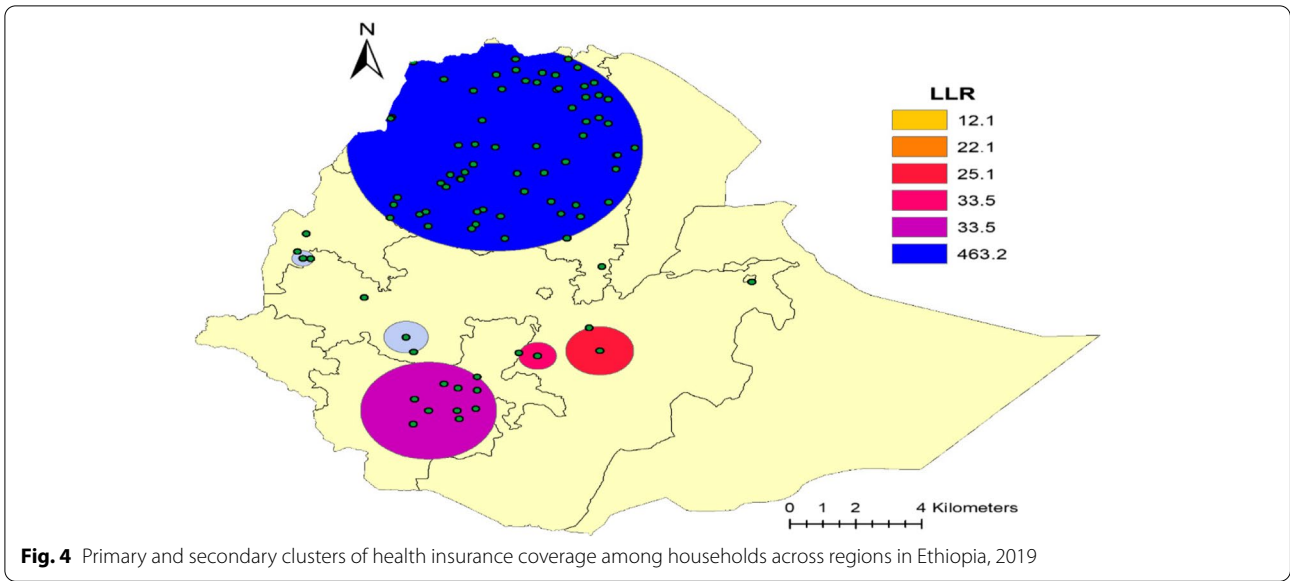 N
LLR
12.1
22.1
25.1
33.5
33.5
463.2
0 1 2 4 Kilometers
Fig. 4 Primary and secondary clusters of health insurance coverage among households across regions in Ethiopia, 2019